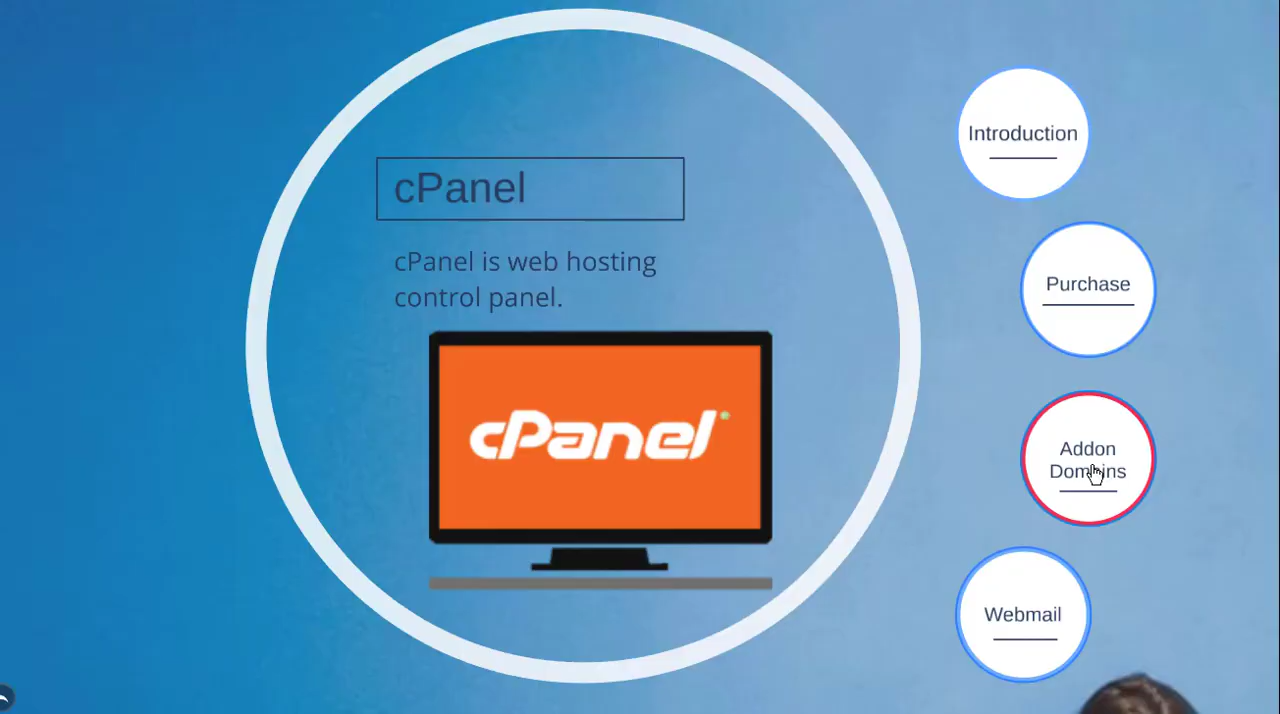 cPanel
cPanel is web hosting
control panel.
cPanel
Introduction
Purchase
Addon
Domains
Webmail